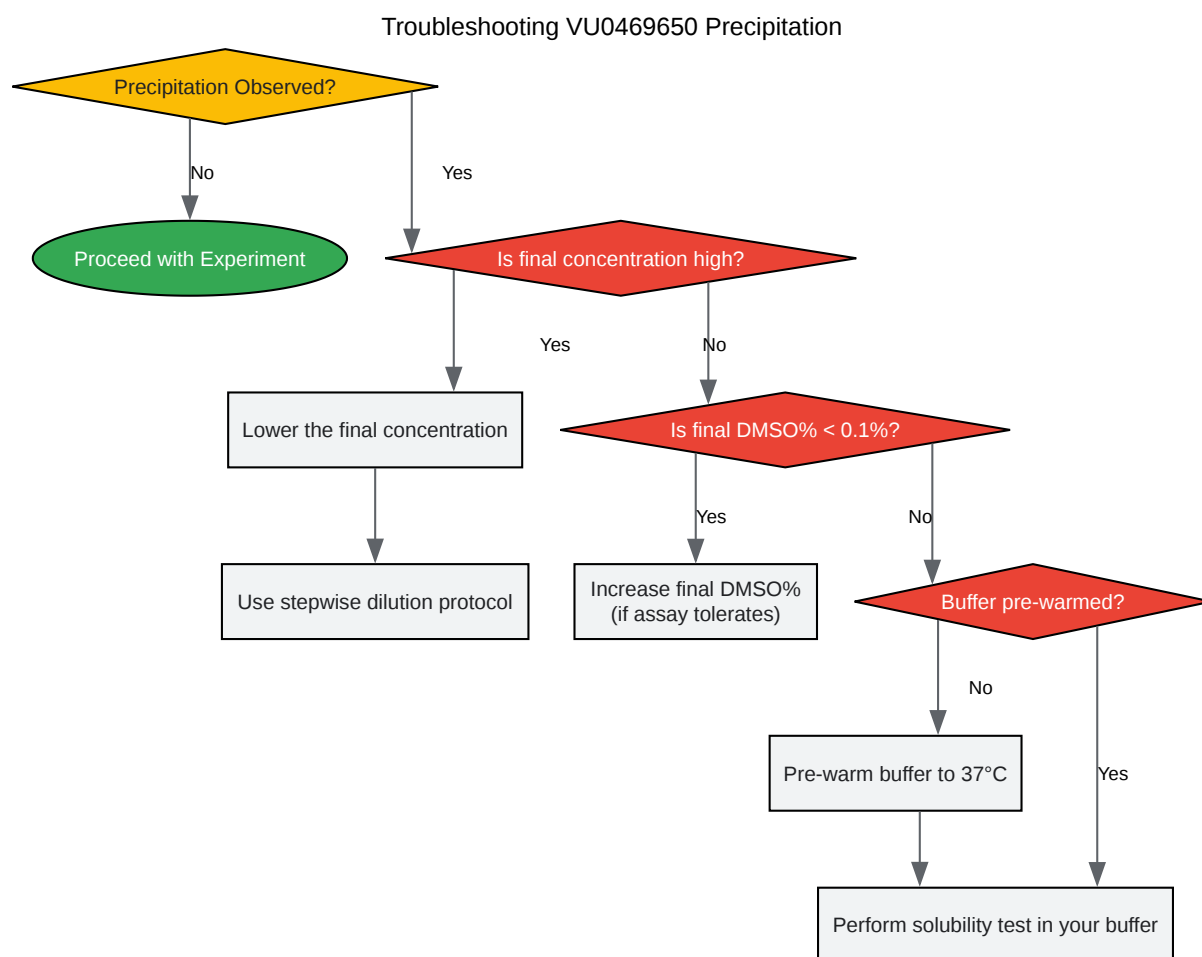 Troubleshooting VU0469650 Precipitation
Precipitation Observed?
No
Yes
Proceed with Experiment
Is final concentration high?
Yes
No
Lower the final concentration
Is final DMSO% < 0.1%?
Yes
No
Use stepwise dilution protocol
Increase final DMSO%
(if assay tolerates)
Buffer pre-warmed?
No
Pre-warm buffer to 37°C
Yes
Perform solubility test in your buffer